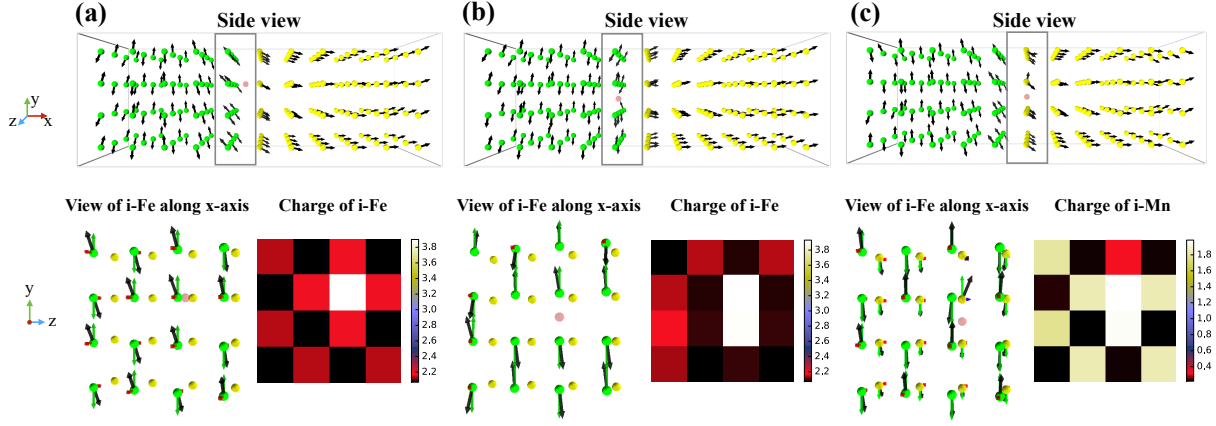 (a)
Side view
y
z
x
View of i-Fe along x-axis
Charge of i-Fe
3.8
3.6
3.4
3.2
3.0
2.8
2.6
2.4
2.2
y
z
(b)
Side view
View of i-Fe along x-axis
Charge of i-Fe
3.8
3.6
3.4
3.2
3.0
2.8
2.6
2.4
2.2
(c)
Side view
View of i-Fe along x-axis
Charge of i-Mn
1.8
1.6
1.4
1.2
1,0
0.8
0.6
0,4